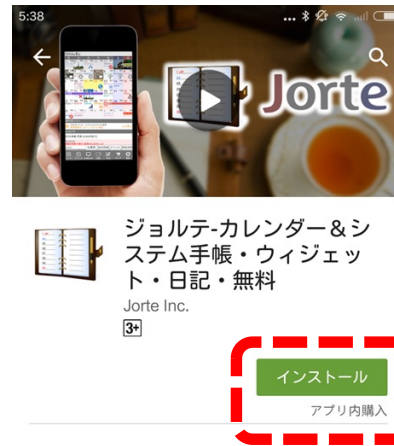 5:38
Jorte
ジョルテ-カレンダー＆シ
ステム手帳・ウィジェッ
ト・日記・無料
Jorte Inc.
3+
インストール
アプリ内購入